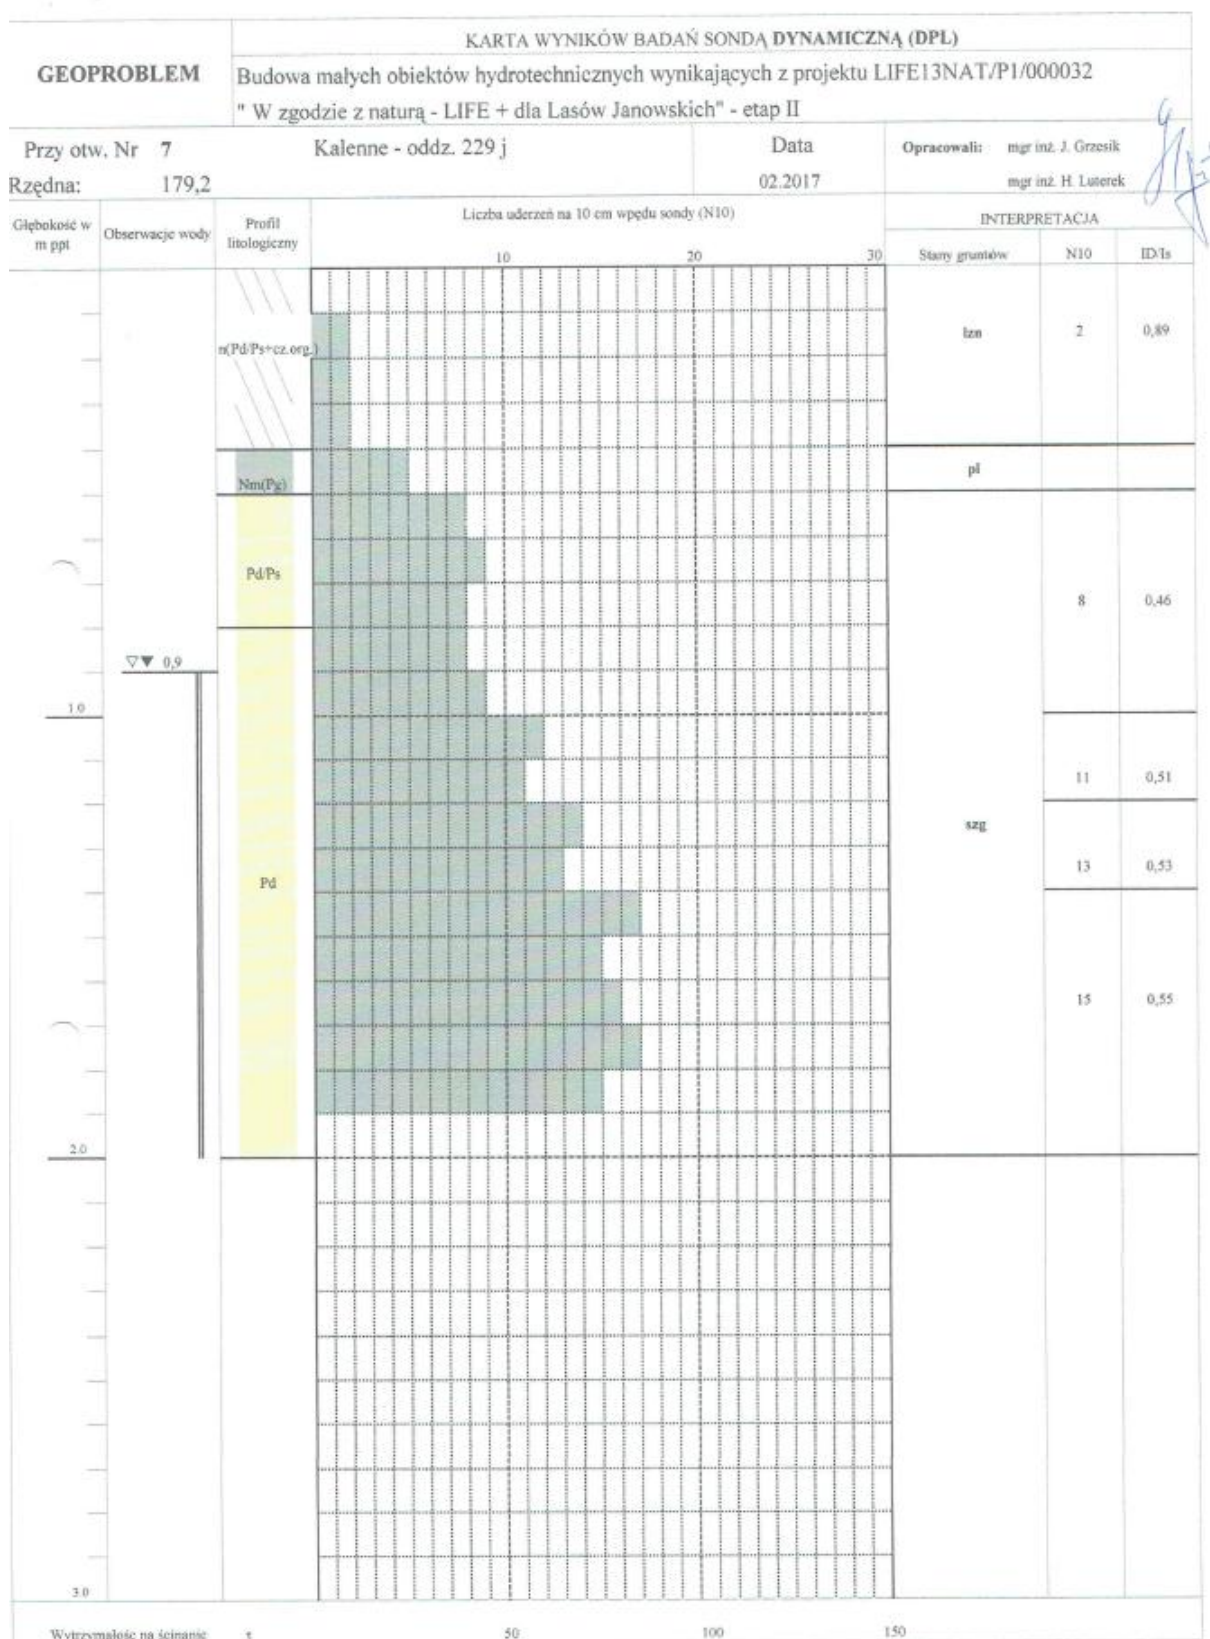 KARTA WYNIKÓW BADAŃ SONDĄ DYNAMICZNĄ (DPL)
GEOPROBLEM
Budowa małych obiektów hydrotechnicznych wynikających z projektu LIFE13NAT/P1/000032
" W zgodzie z naturą - LIFE + dla Lasów Janowskich" - etap II
Przy otw. Nr 7 Kalenne - oddz. 229 j Data Opracowali: mgr inż. J. Grzesik
Rzędna: 179,2 02.2017 mgr inż. H. Luterek
Głębokość w m ppt
Obserwacje wody
Profil litologiczny
Liczba uderzeń na 10 cm wpędu sondy (N10)
INTERPRETACJA
10 20 30 Stany gruntów N10 ID/Is
n(Pd/Ps+cz.org.) lzn 2 0,89
Nm(Pg) pl
Pd/Ps 8 0,46
0,9
1.0
11 0,51
szg
Pd 13 0,53
15 0,55
2.0
3.0
Wytrzymałość na ścinanie τ 50 100 150